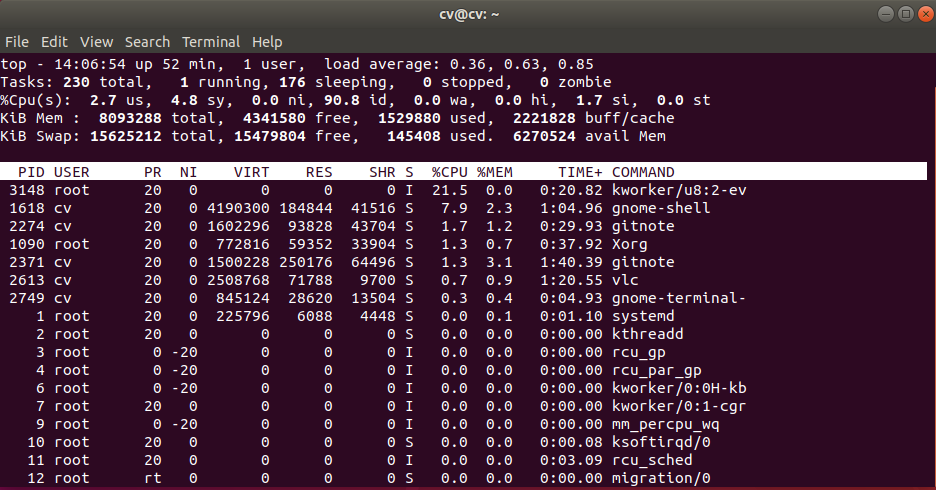 cv@cv: ~
File Edit View Search Terminal Help
top - 14:06:54 up 52 min,  1 user,  load average: 0.36, 0.63, 0.85
Tasks: 230 total,   1 running, 176 sleeping,   0 stopped,   0 zombie
%Cpu(s):  2.7 us,  4.8 sy,  0.0 ni, 90.8 id,  0.0 wa,  0.0 hi,  1.7 si,  0.0 st
KiB Mem :  8093288 total,  4341580 free,  1529880 used,  2221828 buff/cache
KiB Swap: 15625212 total, 15479804 free,   145408 used.  6270524 avail Mem
PID USER PR NI VIRT RES SHR S %CPU %MEM TIME+ COMMAND
3148 root 20 0 0 0 0 I 21.5 0.0 0:20.82 kworker/u8:2-ev
1618 cv 20 0 4190300 184844 41516 S 7.9 2.3 1:04.96 gnome-shell
2274 cv 20 0 1602296 93828 43704 S 1.7 1.2 0:29.93 gitnote
1090 root 20 0 772816 59352 33904 S 1.3 0.7 0:37.92 Xorg
2371 cv 20 0 1500228 250176 64496 S 1.3 3.1 1:40.39 gitnote
2613 cv 20 0 2508768 71788 9700 S 0.7 0.9 1:20.55 vlc
2749 cv 20 0 845124 28620 13504 S 0.3 0.4 0:04.93 gnome-terminal-
1 root 20 0 225796 6088 4448 S 0.0 0.1 0:01.10 systemd
2 root 20 0 0 0 0 S 0.0 0.0 0:00.00 kthreadd
3 root 0 -20 0 0 0 I 0.0 0.0 0:00.00 rcu_gp
4 root 0 -20 0 0 0 I 0.0 0.0 0:00.00 rcu_par_gp
6 root 0 -20 0 0 0 I 0.0 0.0 0:00.00 kworker/0:0H-kb
7 root 20 0 0 0 0 I 0.0 0.0 0:00.00 kworker/0:1-cgr
9 root 0 -20 0 0 0 I 0.0 0.0 0:00.00 mm_percpu_wq
10 root 20 0 0 0 0 S 0.0 0.0 0:00.08 ksoftirqd/0
11 root 20 0 0 0 0 I 0.0 0.0 0:03.09 rcu_sched
12 root rt 0 0 0 0 S 0.0 0.0 0:00.00 migration/0